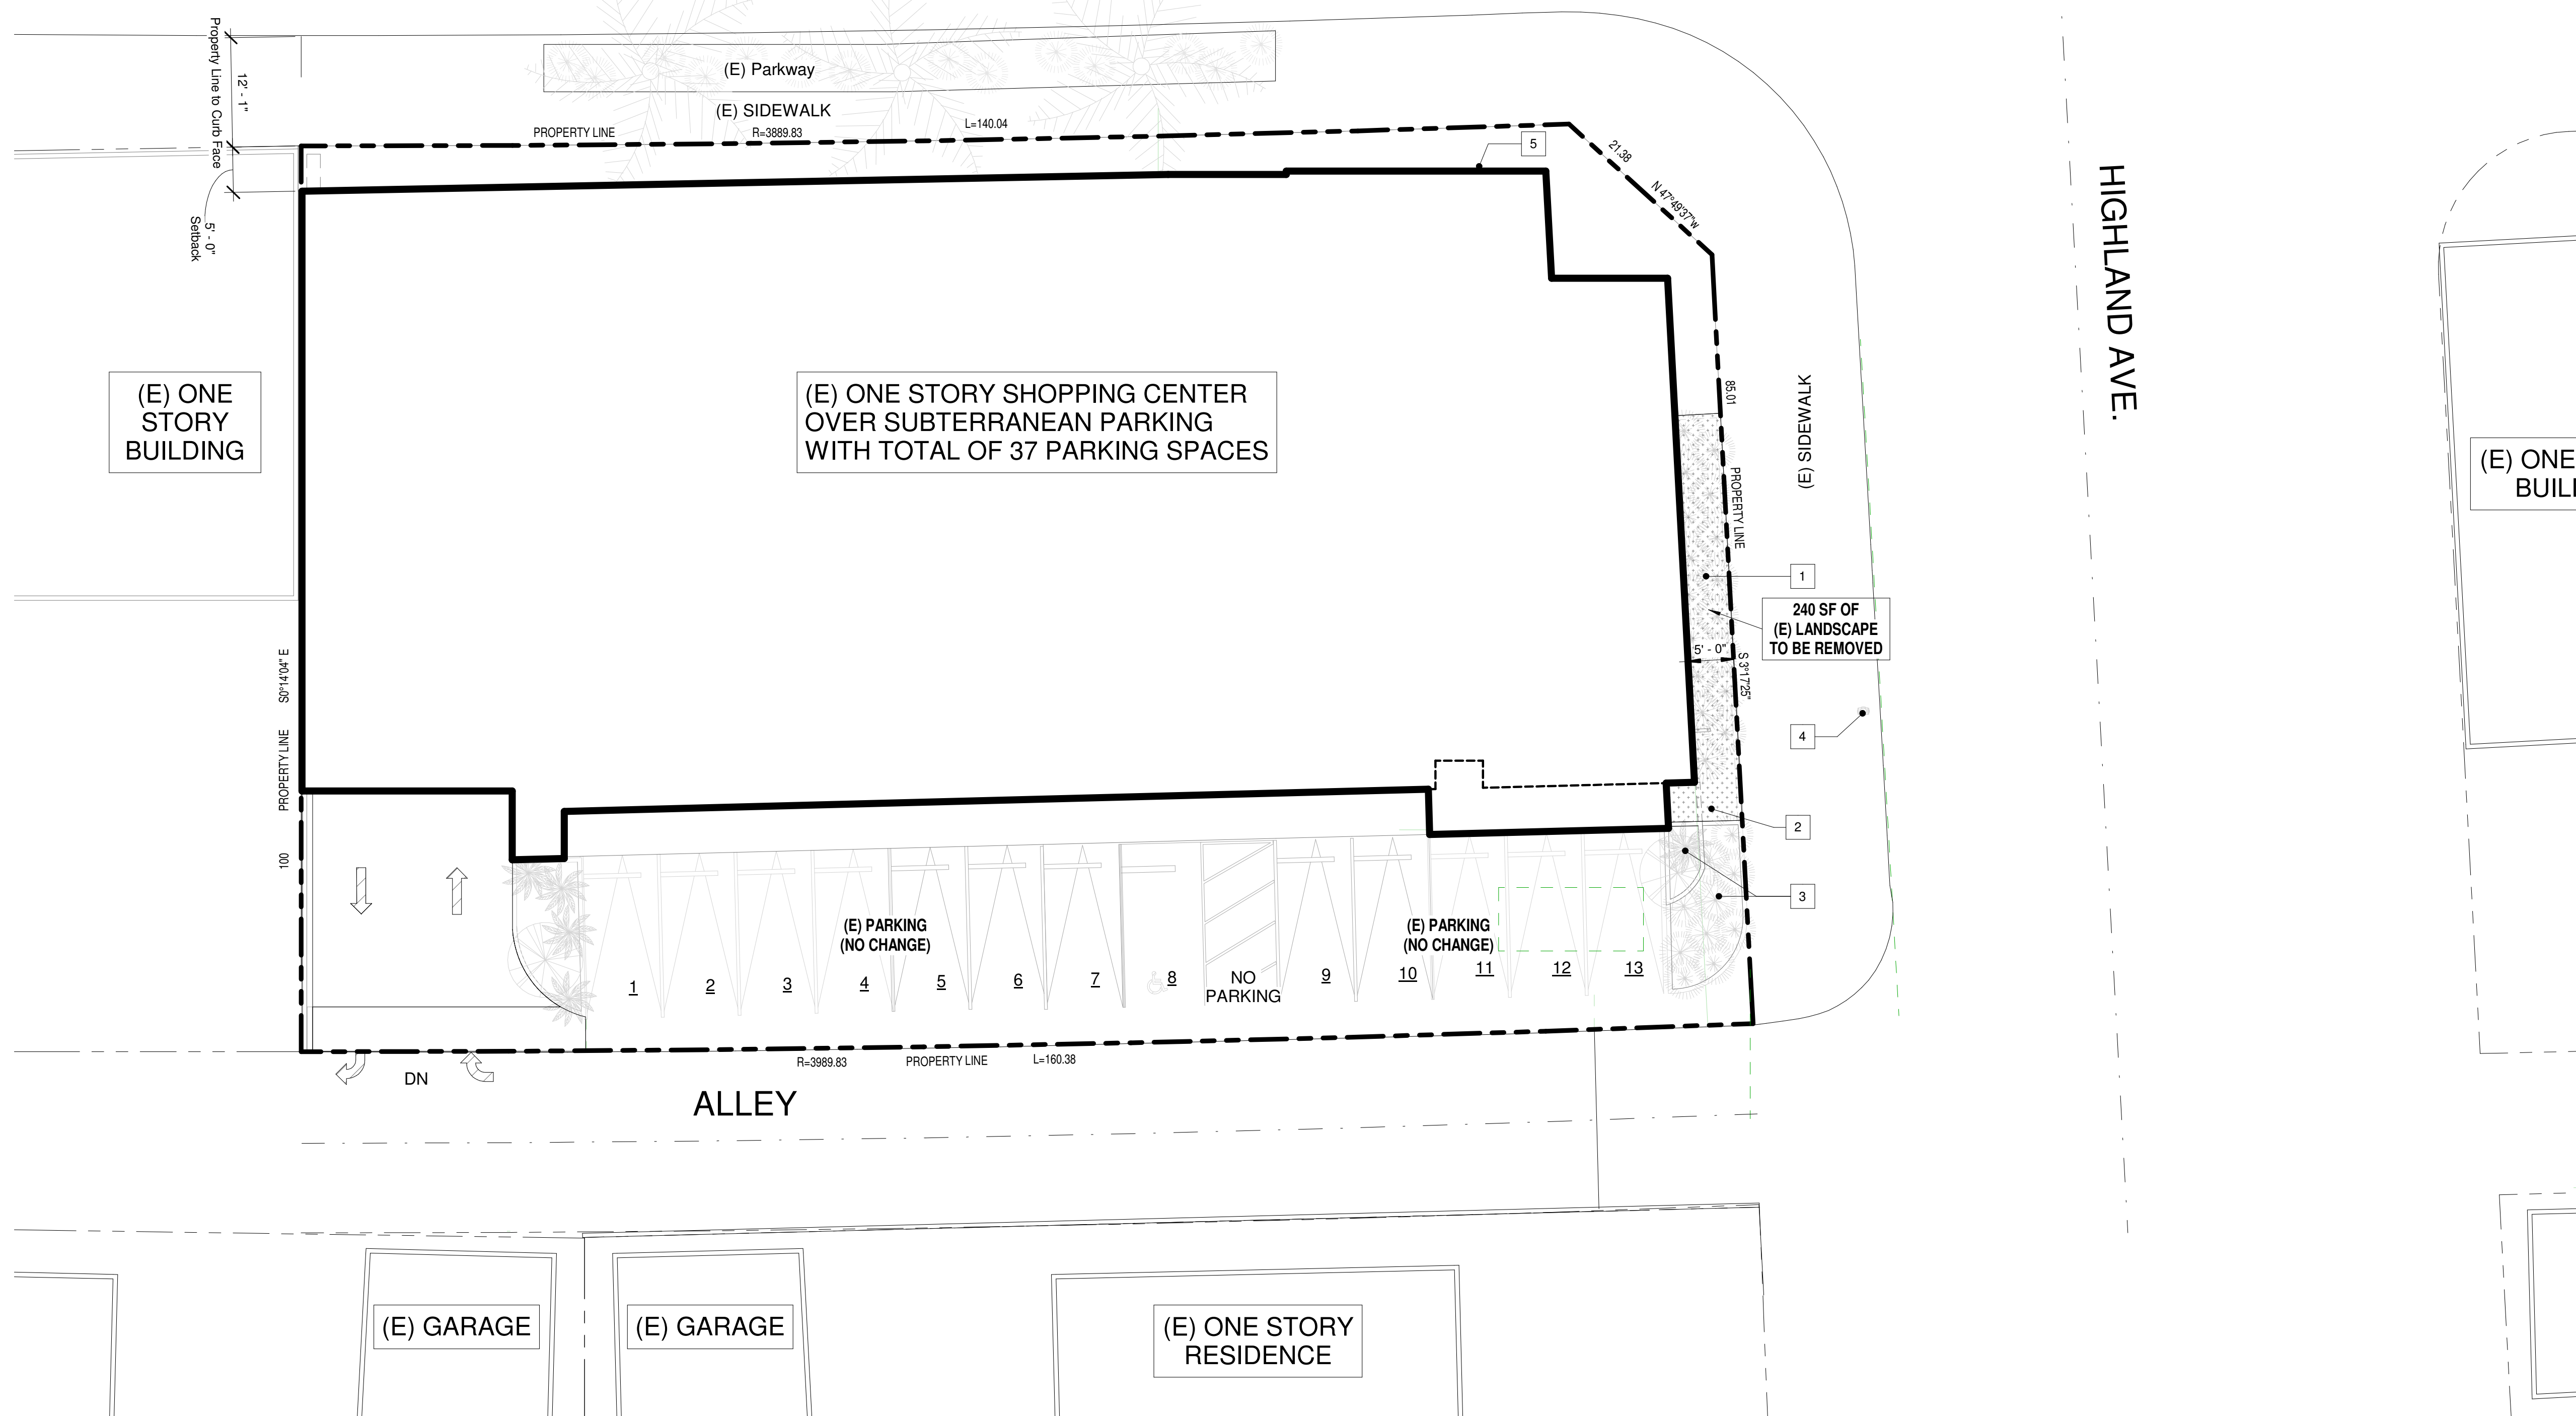 Property Line to Curb Face
12' - 1"
5' - 0"
Setback
(E) Parkway
(E) SIDEWALK
PROPERTY LINE
R=3889.83
L=140.04
5
21.38
N 47°49'37"w
HIGHLAND AVE.
(E) ONE
STORY
BUILDING
(E) ONE STORY SHOPPING CENTER
OVER SUBTERRANEAN PARKING
WITH TOTAL OF 37 PARKING SPACES
85.01
(E) SIDEWALK
PROPERTY LINE
(E) ONE
1
240 SF OF
(E) LANDSCAPE
TO BE REMOVED
5' - 0"
S 3°17'25"
4
2
3
S0°14'04" E
PROPERTY LINE
100
(E) PARKING
(NO CHANGE)
(E) PARKING
(NO CHANGE)
1
2
3
4
5
6
7
8
NO
PARKING
9
10
11
12
13
R=3989.83
PROPERTY LINE
L=160.38
DN
ALLEY
(E) GARAGE
(E) GARAGE
(E) ONE STORY
RESIDENCE